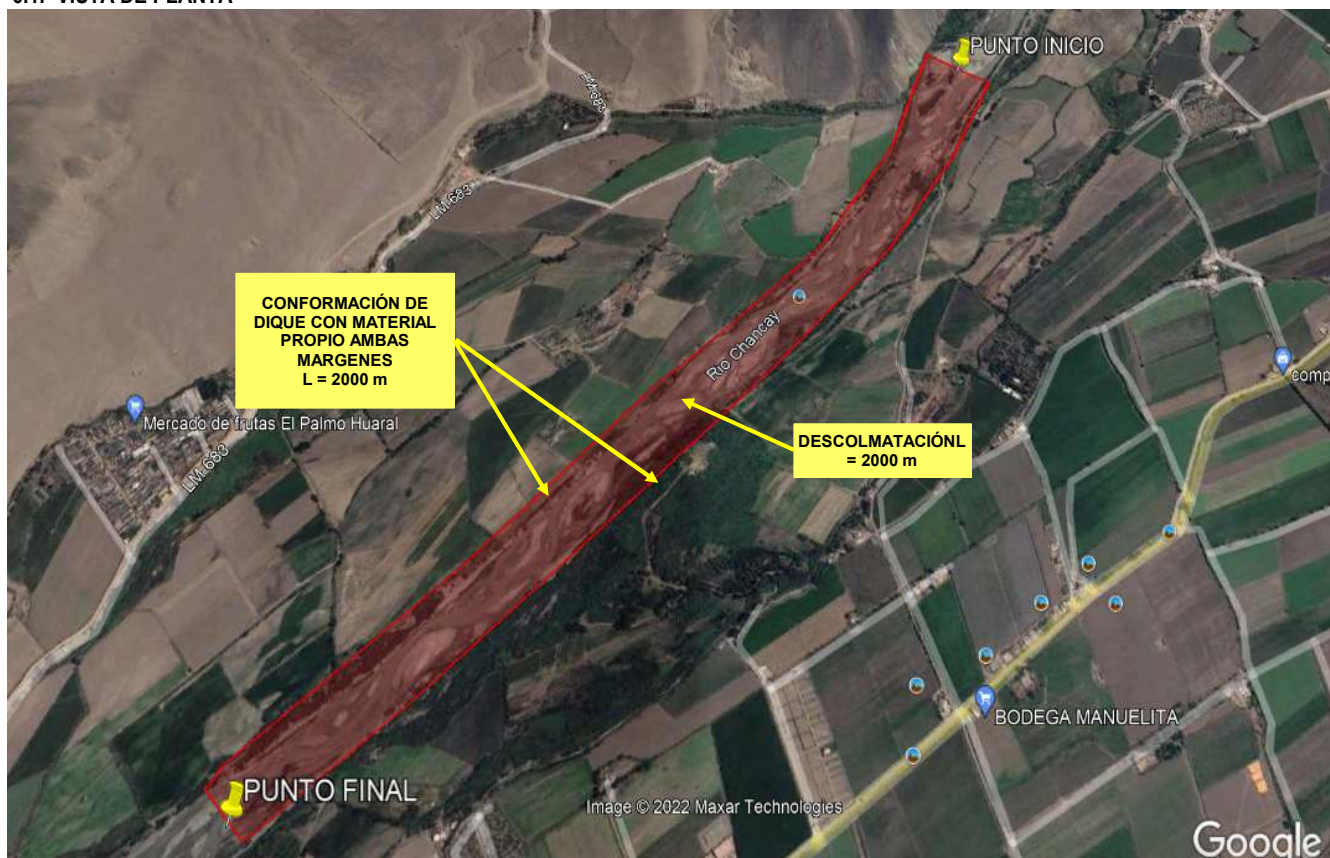 PUNTO INICIO
LM-683
LM-683
CONFORMACIÓN DE
DIQUE CON MATERIAL
PROPIO AMBAS
MARGENES
L = 2000 m
Río Chancay
comp
Mercado de frutas El Palmo Huaral
DESCOLMATACIÓNL
= 2000 m
LM-683
BODEGA MANUELITA
PUNTO FINAL
Image © 2022 Maxar Technologies
Google